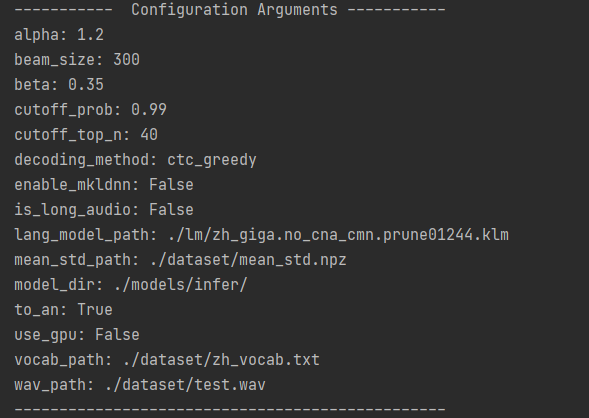 -----------  Configuration Arguments -----------
alpha: 1.2
beam_size: 300
beta: 0.35
cutoff_prob: 0.99
cutoff_top_n: 40
decoding_method: ctc_greedy
enable_mkldnn: False
is_long_audio: False
lang_model_path: ./lm/zh_giga.no_cna_cmn.prune01244.klm
mean_std_path: ./dataset/mean_std.npz
model_dir: ./models/infer/
to_an: True
use_gpu: False
vocab_path: ./dataset/zh_vocab.txt
wav_path: ./dataset/test.wav
------------------------------------------------